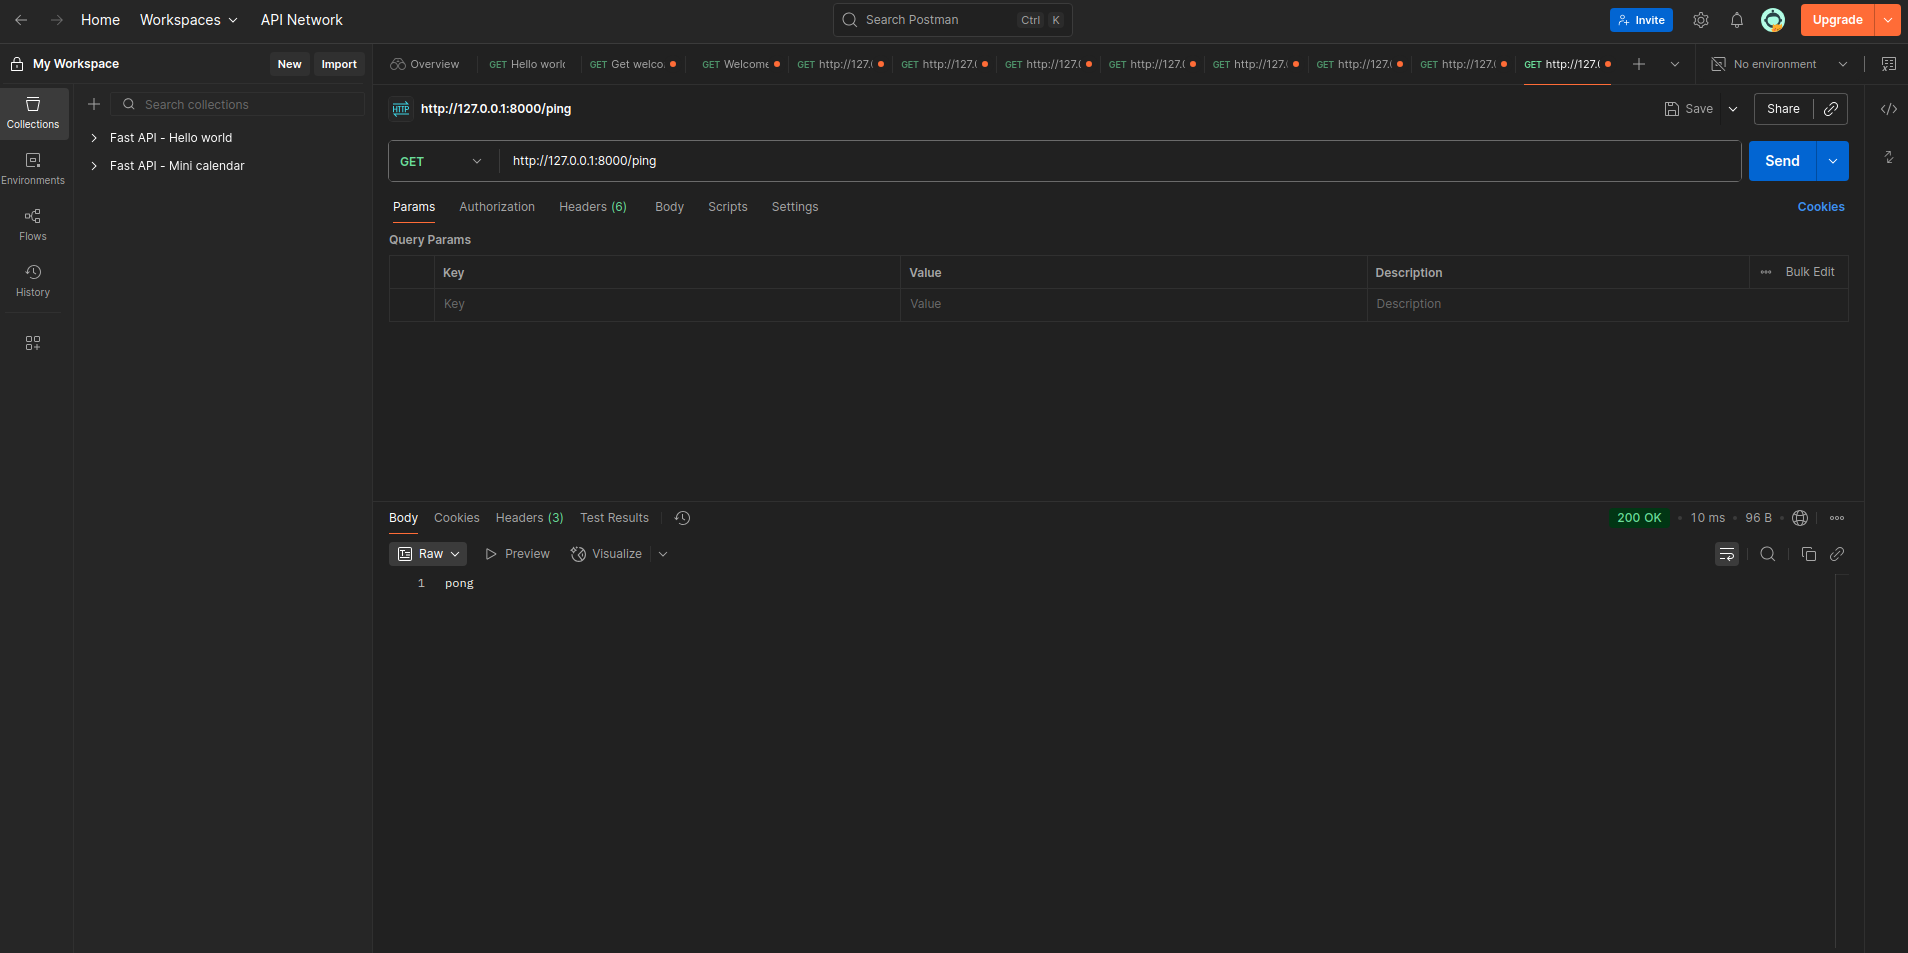 Home Workspaces API Network Search Postman Ctrl K Invite Upgrade
My Workspace New Import Overview GET Hello world GET Get welco. GET Welcome GET http://127.( GET http://127.( GET http://127.( GET http://127.( GET http://127.( GET http://127.( GET http://127.( GET http://127.( No environment
Collections
Environments
Flows
History
Search collections
Fast API - Hello world
Fast API - Mini calendar
HTTP http://127.0.0.1:8000/ping Save Share
GET http://127.0.0.1:8000/ping Send
Params Authorization Headers (6) Body Scripts Settings Cookies
Query Params
Key Value Description Bulk Edit
Key Value Description
Body Cookies Headers (3) Test Results 200 OK • 10 ms • 96 B •
Raw Preview Visualize
1 pong